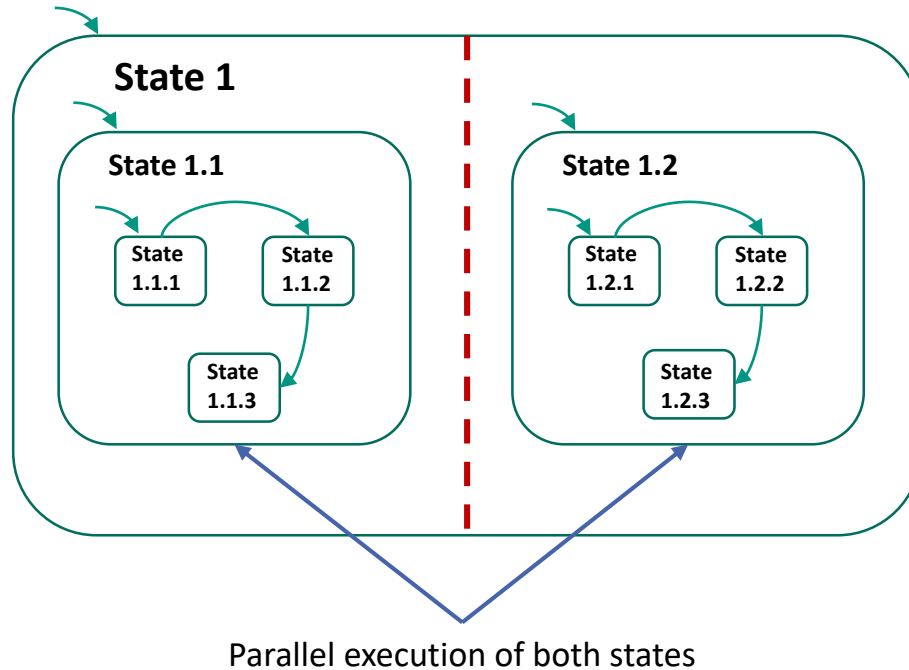 State 1
State 1.1
State
1.1.1
State
1.1.2
State
1.1.3
State 1.2
State
1.2.1
State
1.2.2
State
1.2.3
Parallel execution of both states